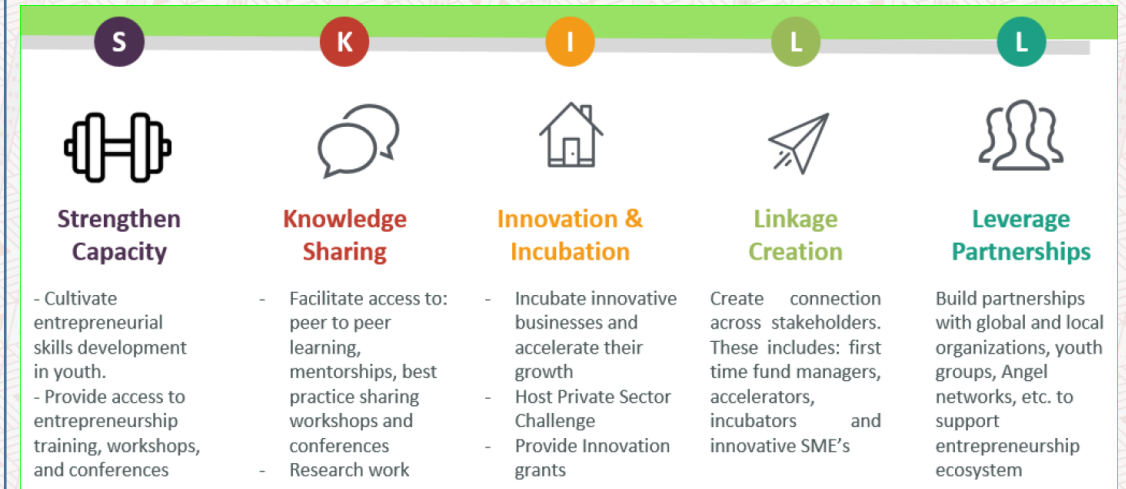 S
K
I
L
L
Strengthen
Capacity
Knowledge
Sharing
Innovation &
Incubation
Linkage
Creation
Leverage
Partnerships
- Cultivate
entrepreneurial
skills development
in youth.
- Provide access to
entrepreneurship
training, workshops,
and conferences
- Facilitate access to:
peer to peer
learning,
mentorships, best
practice sharing
workshops and
conferences
- Research work
- Incubate innovative
businesses and
accelerate their
growth
- Host Private Sector
Challenge
- Provide Innovation
grants
Create connection
across stakeholders.
These includes: first
time fund managers,
accelerators,
incubators and
innovative SME's
Build partnerships
with global and local
organizations, youth
groups, Angel
networks, etc. to
support
entrepreneurship
ecosystem